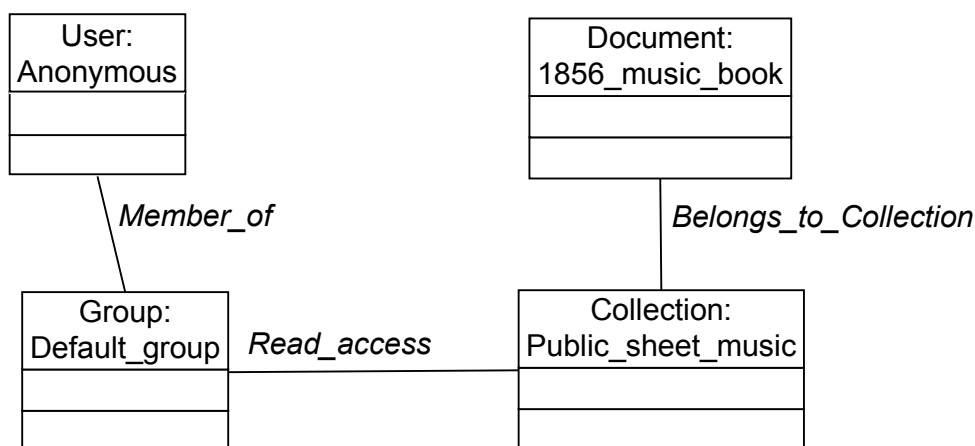 User:
Anonymous
Document:
1856_music_book
Member_of
Belongs_to_Collection
Group:
Default_group
Read_access
Collection:
Public_sheet_music